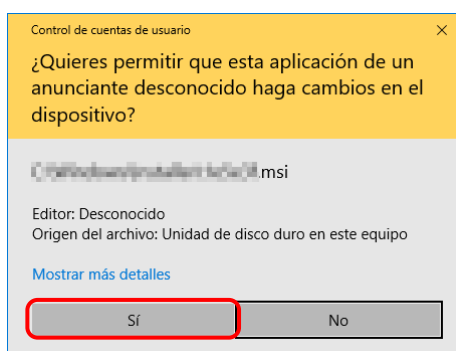 Control de cuentas de usuario
¿Quieres permitir que esta aplicación de un
anunciante desconocido haga cambios en el
dispositivo?
.msi
Editor: Desconocido
Origen del archivo: Unidad de disco duro en este equipo
Mostrar más detalles
Sí
No